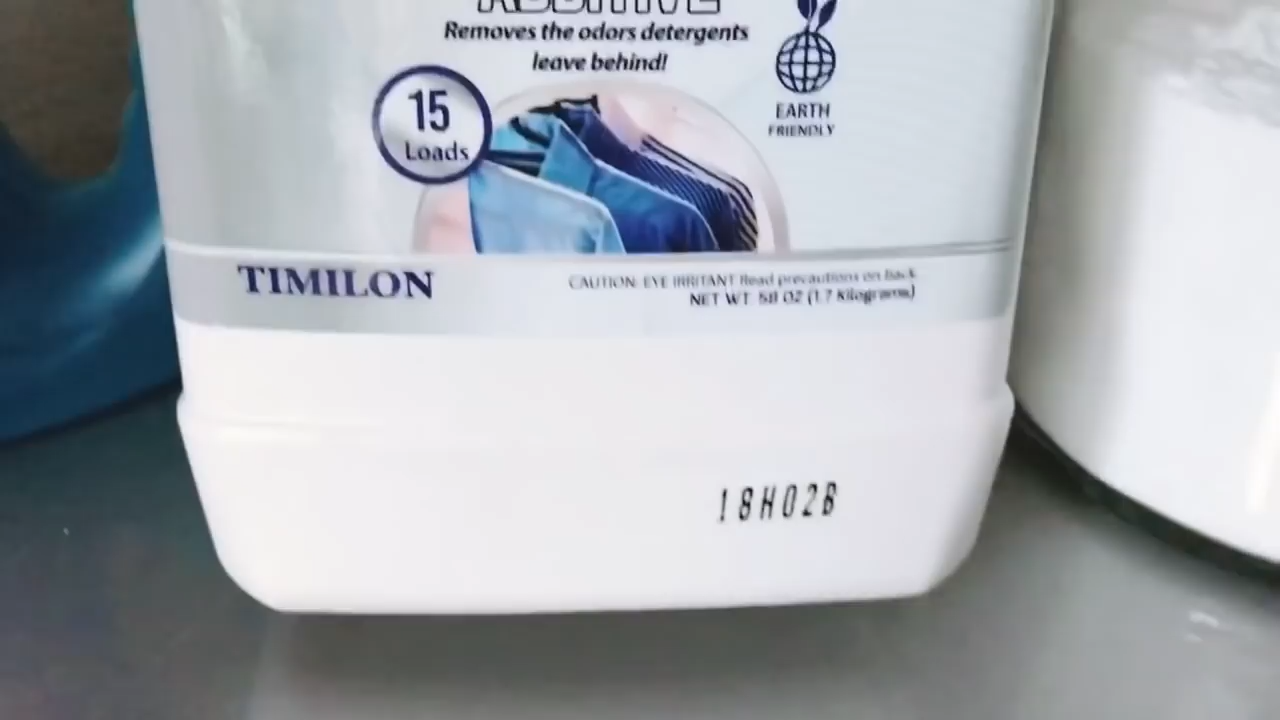 ADDITIVE
Removes the odors detergents
leave behind!
15
Loads
EARTH
FRIENDLY
TIMILON
CAUTION: EYE IRRITANT Read precautions on back
NET WT. 58 OZ (1.7 Kilograms)
18H02B